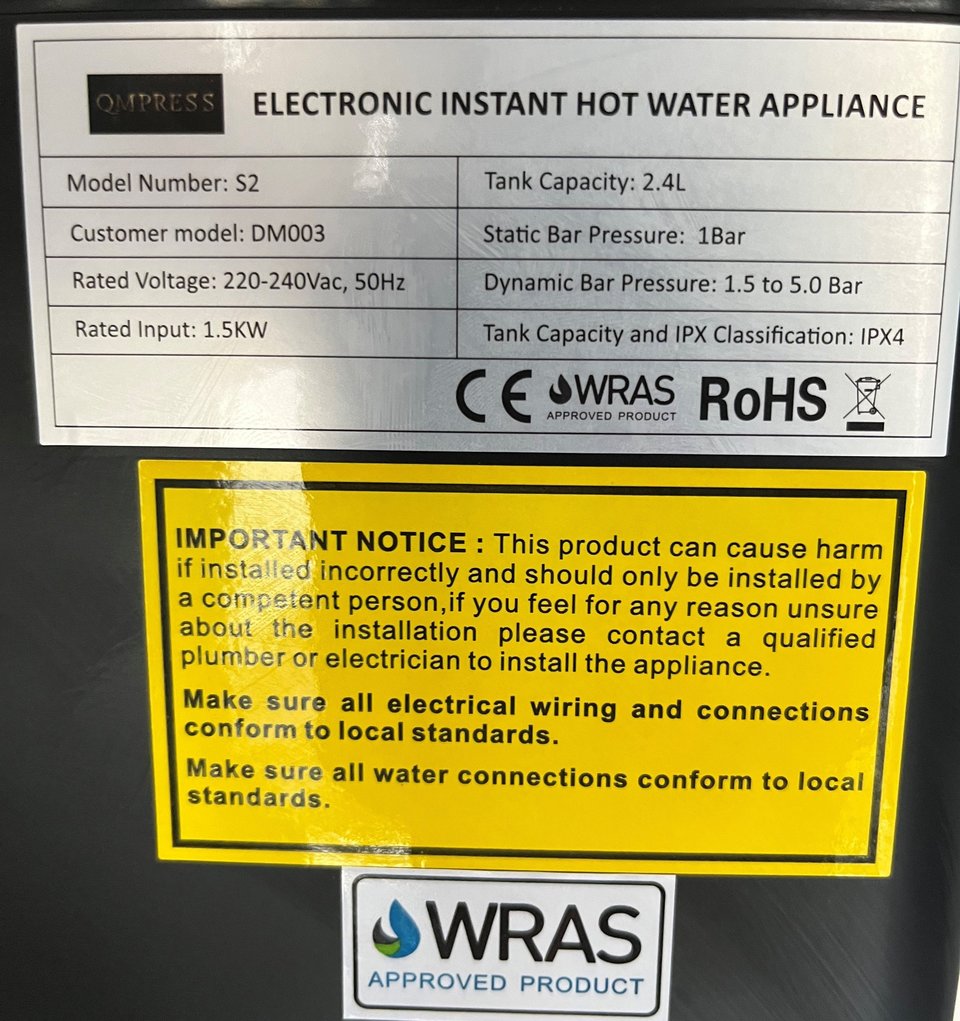 QMPRESS ELECTRONIC INSTANT HOT WATER APPLIANCE
Model Number: S2
Tank Capacity: 2.4L
Customer model: DM003
Static Bar Pressure: 1Bar
Rated Voltage: 220-240Vac, 50Hz
Dynamic Bar Pressure: 1.5 to 5.0 Bar
Rated Input: 1.5KW
Tank Capacity and IPX Classification: IPX4
CE WRAS RoHS
APPROVED PRODUCT
IMPORTANT NOTICE : This product can cause harm
if installed incorrectly and should only be installed by
a competent person,if you feel for any reason unsure
about the installation please contact a qualified
plumber or electrician to install the appliance.
Make sure all electrical wiring and connections
conform to local standards.
Make sure all water connections conform to local
standards.
WRAS
APPROVED PRODUCT